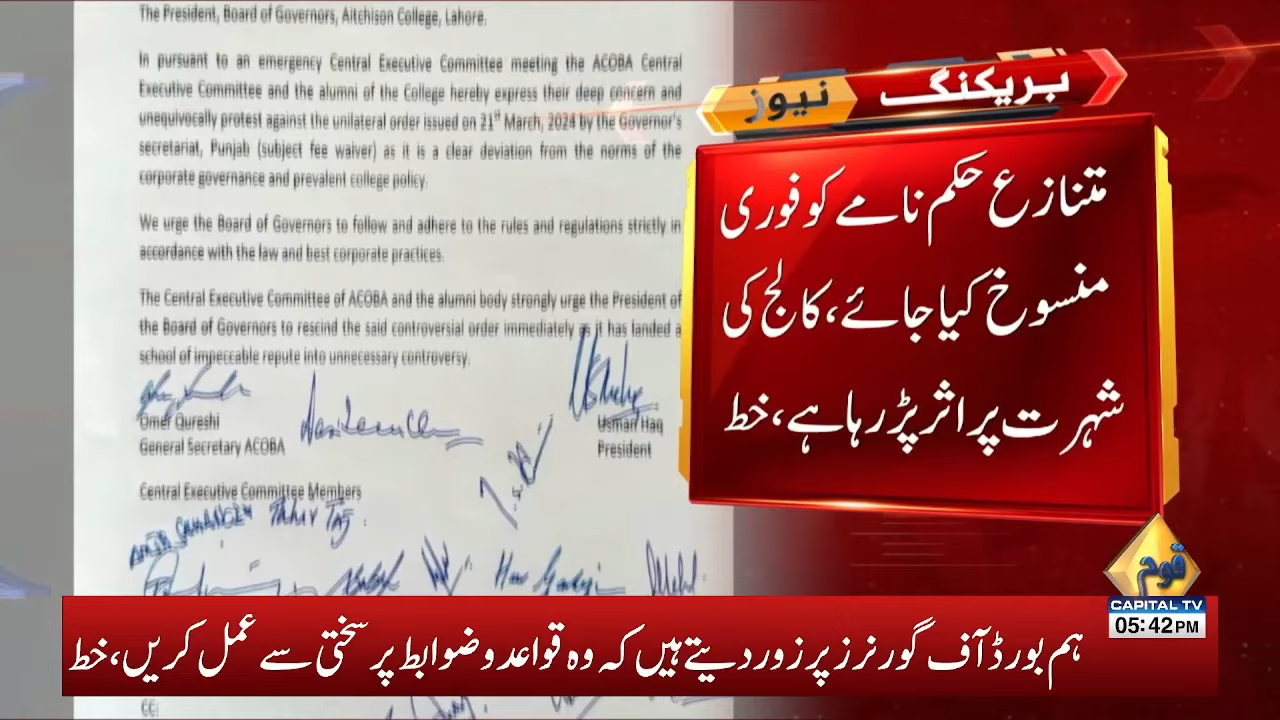 The President, Board of Governors, Aitchison College, Lahore.
In pursuant to an emergency Central Executive Committee meeting the ACOBA Central
Executive Committee and the alumni of the College hereby express their deep concern and
unequivocally protest against the unilateral order issued on 21st March, 2024 by the Governor's
secretariat, Punjab (subject fee waiver) as it is a clear deviation from the norms of the
corporate governance and prevalent college policy.
We urge the Board of Governors to follow and adhere to the rules and regulations strictly in
accordance with the law and best corporate practices.
The Central Executive Committee of ACOBA and the alumni body strongly urge the President of
the Board of Governors to rescind the said controversial order immediately as it has landed a
school of impeccable repute into unnecessary controversy.
Omer Qureshi
General Secretary ACOBA
Usman Haq
President
Central Executive Committee Members
CC:
بریکنگ نیوز
متنازع حکم نامے کو فوری
منسوخ کیا جائے، کالج کی
شہرت پر اثر پڑ رہا ہے، خط
قوم
CAPITAL TV
05:42 PM
ہم بورڈ آف گورنرز پر زور دیتے ہیں کہ وہ قواعد و ضوابط پر سختی سے عمل کریں، خط